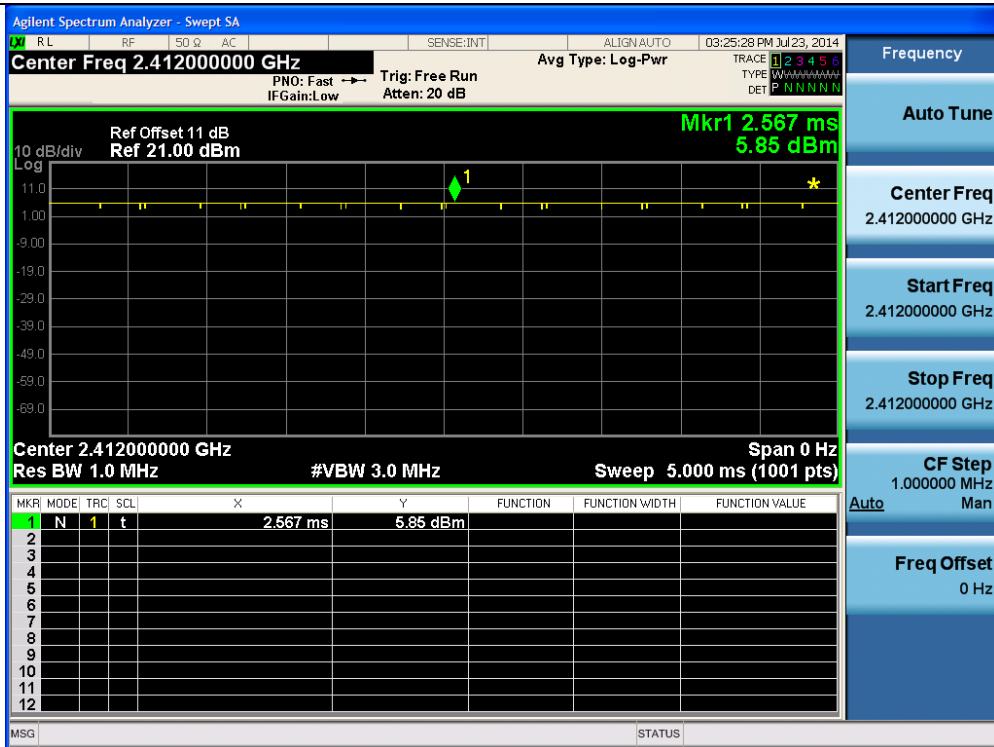 Agilent Spectrum Analyzer - Swept SA
LXI RL RF 50 Ω AC SENSE:INT ALIGN AUTO 03:25:28 PM Jul 23, 2014
Center Freq 2.412000000 GHz
PNO: Fast
IFGain:Low
Trig: Free Run
Atten: 20 dB
Avg Type: Log-Pwr
TRACE 1 2 3 4 5 6
TYPE WWWWWWWW
DET P N N N N N
Ref Offset 11 dB
10 dB/div Ref 21.00 dBm
Log
Mkr1 2.567 ms
5.85 dBm
1
*
11.0
1.00
-9.00
-19.0
-29.0
-39.0
-49.0
-59.0
-69.0
Center 2.412000000 GHz Span 0 Hz
Res BW 1.0 MHz #VBW 3.0 MHz Sweep 5.000 ms (1001 pts)
MKR MODE TRC SCL X Y FUNCTION FUNCTION WIDTH FUNCTION VALUE
1 N 1 t 2.567 ms 5.85 dBm
2
3
4
5
6
7
8
9
10
11
12
MSG STATUS
Frequency
Auto Tune
Center Freq
2.412000000 GHz
Start Freq
2.412000000 GHz
Stop Freq
2.412000000 GHz
CF Step
1.000000 MHz
Auto Man
Freq Offset
0 Hz